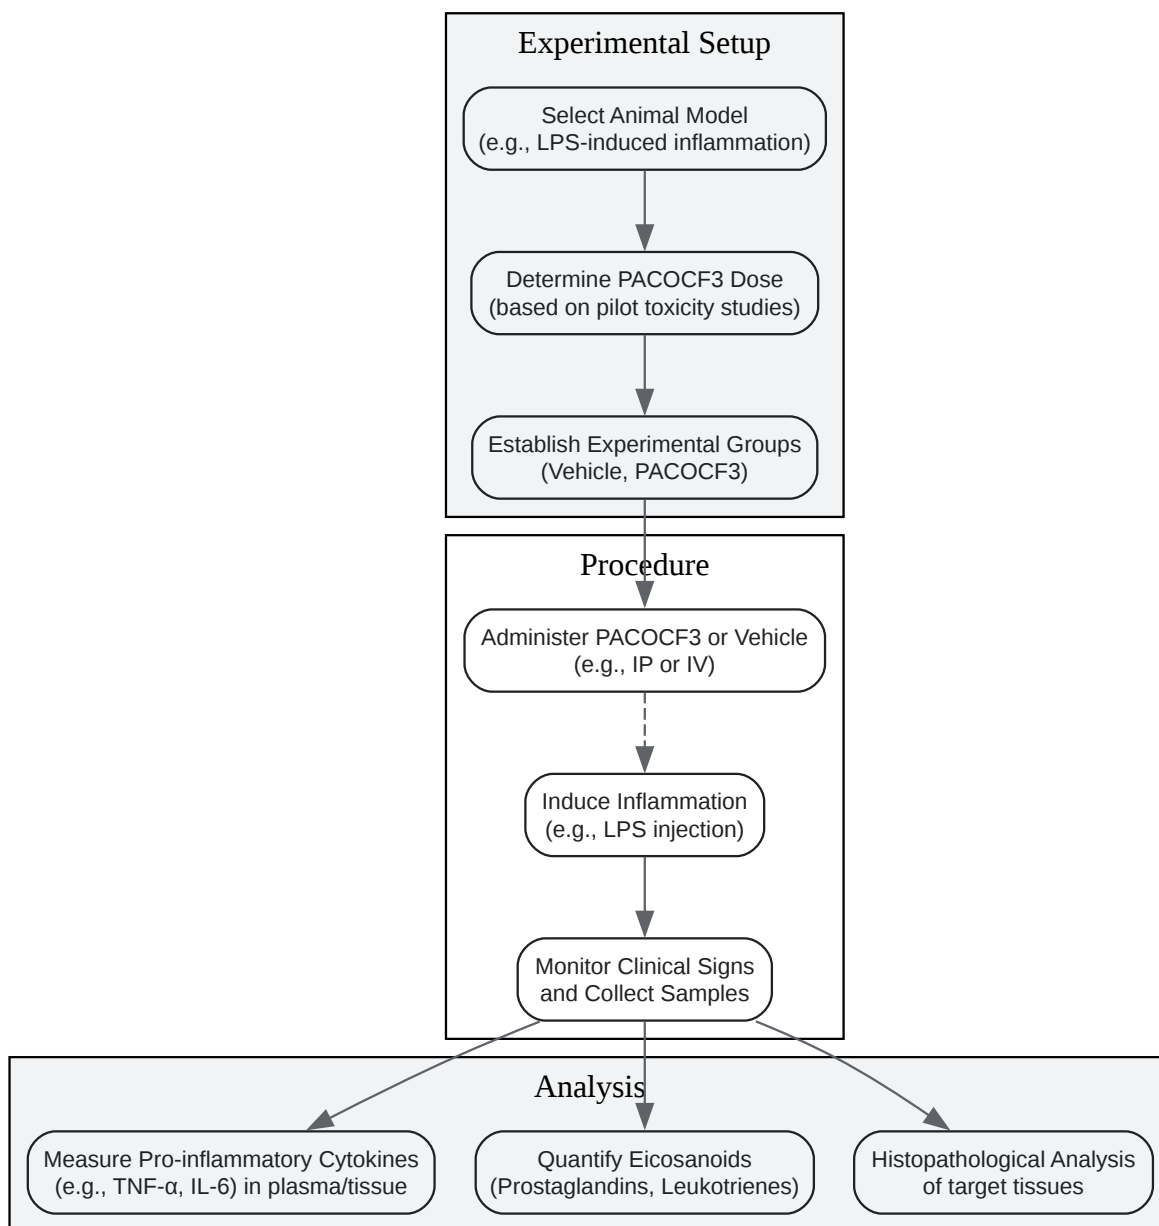 Experimental Setup
Select Animal Model
(e.g., LPS-induced inflammation)
Determine PACOCF3 Dose
(based on pilot toxicity studies)
Establish Experimental Groups
(Vehicle, PACOCF3)
Procedure
Administer PACOCF3 or Vehicle
(e.g., IP or IV)
Induce Inflammation
(e.g., LPS injection)
Monitor Clinical Signs
and Collect Samples
Analysis
Measure Pro-inflammatory Cytokines
(e.g., TNF-α, IL-6) in plasma/tissue
Quantify Eicosanoids
(Prostaglandins, Leukotrienes)
Histopathological Analysis
of target tissues